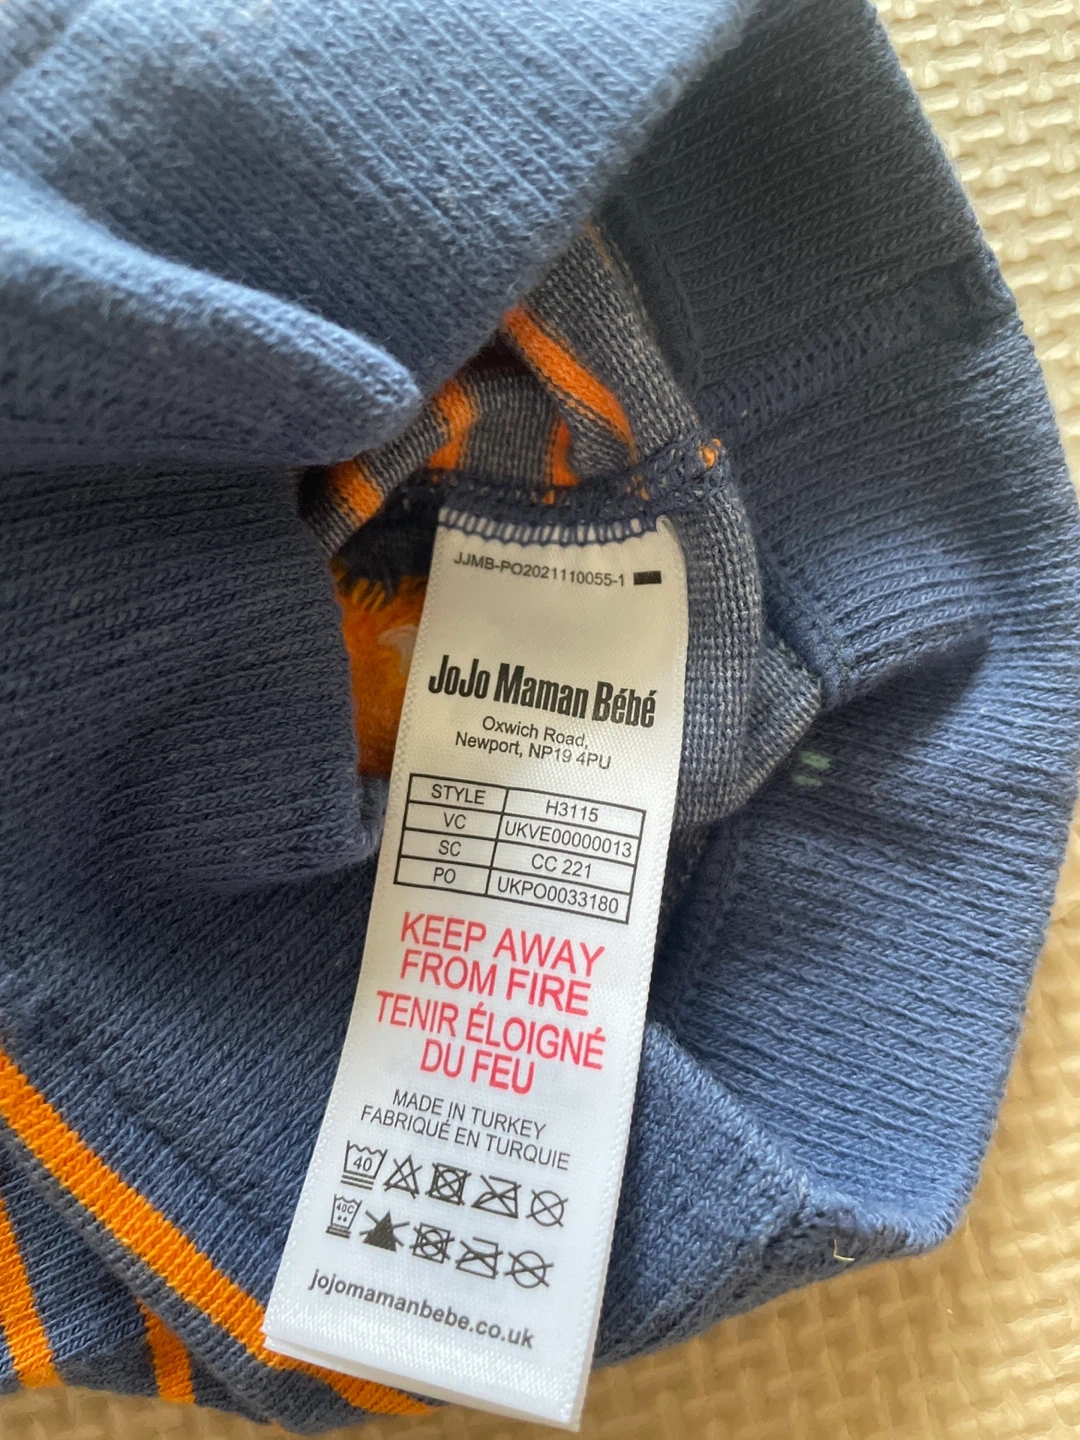 JJMB-PO2021110055-1
JoJo Maman Bébé
Oxwich Road,
Newport, NP19 4PU
STYLE H3115
VC UKVE00000013
SC CC 221
PO UKPO0033180
KEEP AWAY
FROM FIRE
TENIR ÉLOIGNÉ
DU FEU
MADE IN TURKEY
FABRIQUÉ EN TURQUIE
40
40C
jojomamanbebe.co.uk